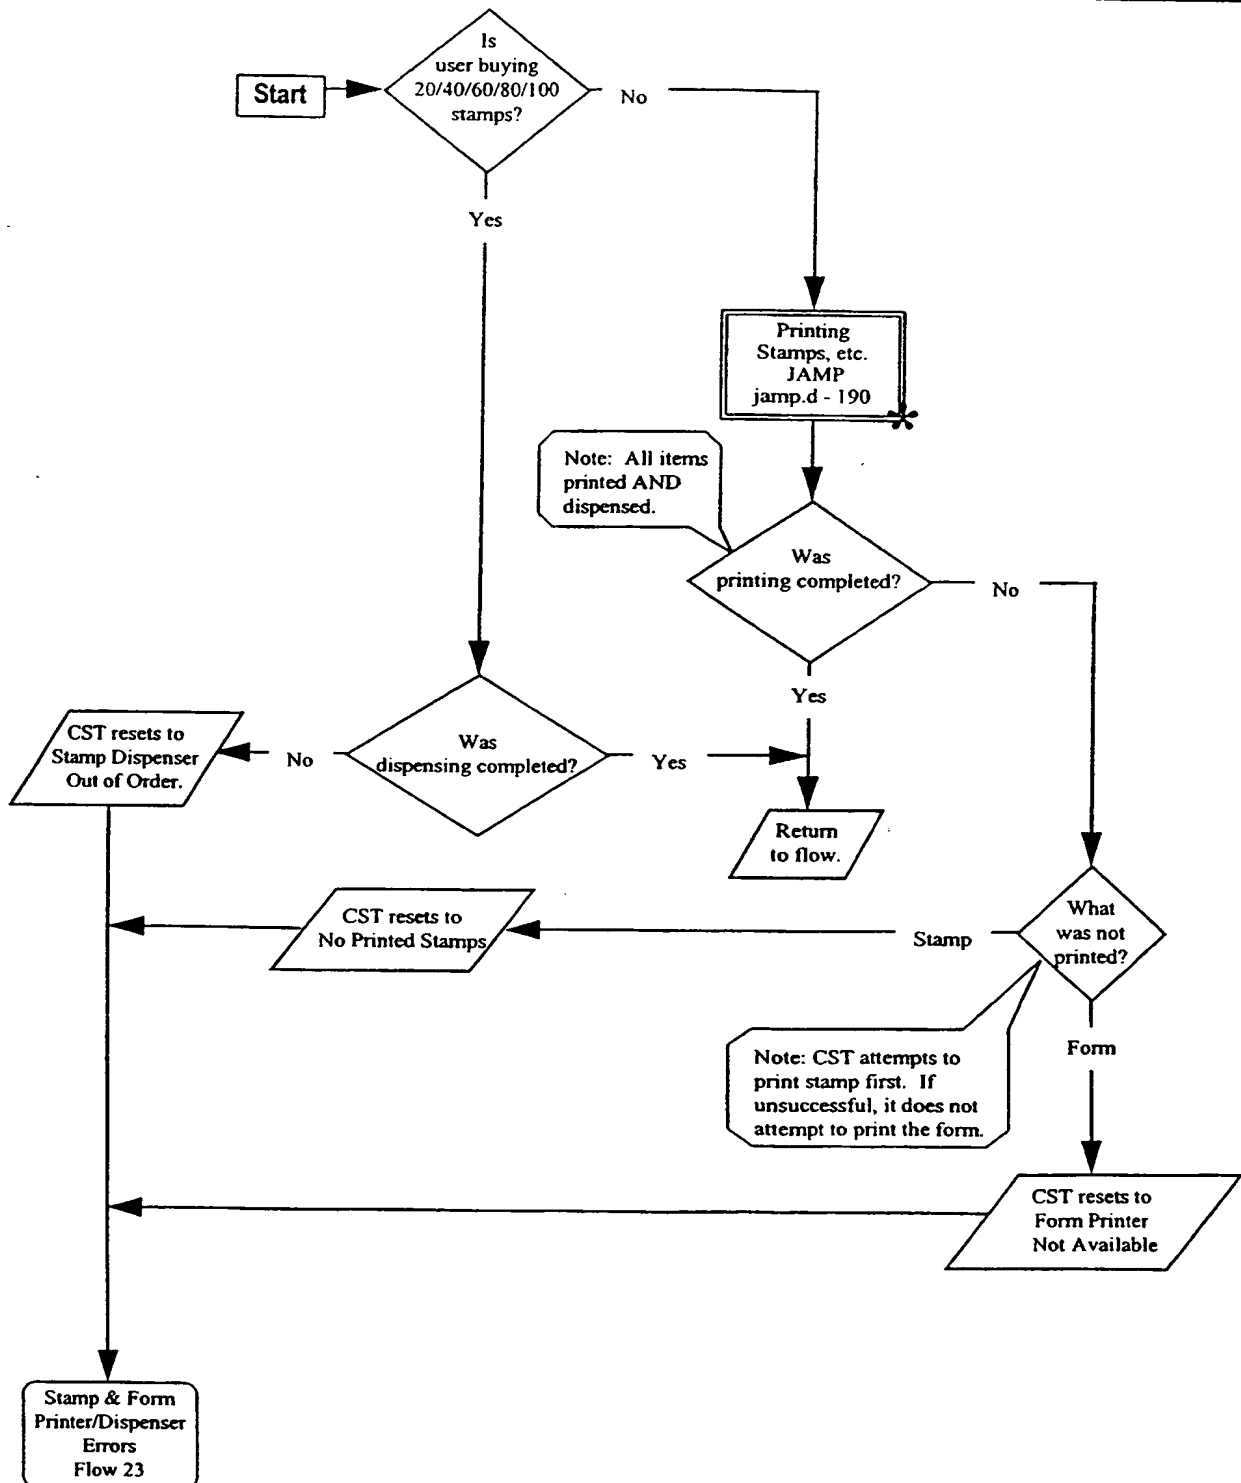 Is
user buying
20/40/60/80/100
stamps?
Start
No
Yes
Printing
Stamps, etc.
JAMP
jamp.d - 190
Note: All items
printed AND
dispensed.
Was
printing completed?
No
Yes
CST resets to
Stamp Dispenser
Out of Order.
No
Was
dispensing completed?
Yes
Return
to flow.
What
was not
printed?
Stamp
CST resets to
No Printed Stamps
Form
Note: CST attempts to
print stamp first. If
unsuccessful, it does not
attempt to print the form.
CST resets to
Form Printer
Not Available
Stamp & Form
Printer/Dispenser
Errors
Flow 23